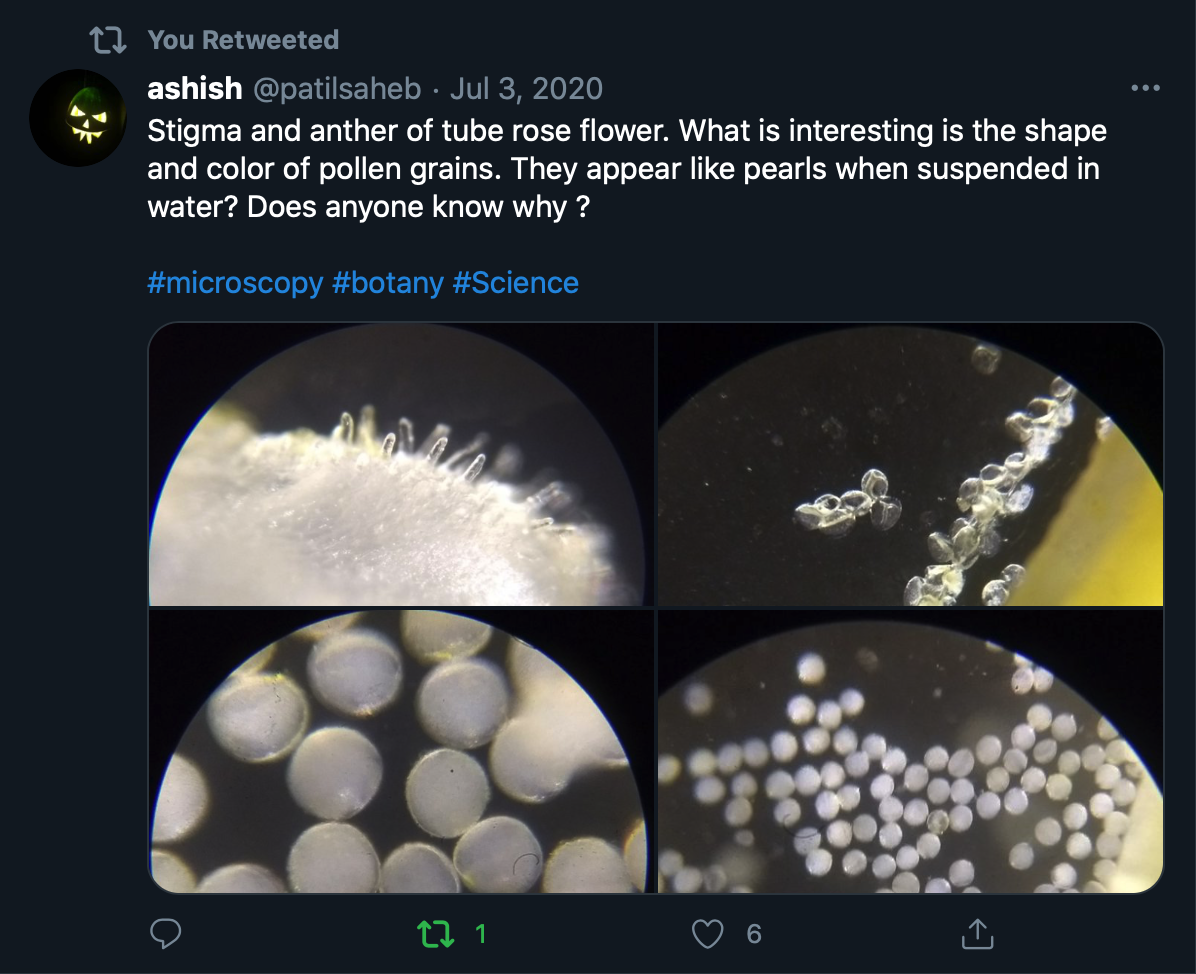 You Retweeted
ashish @patilsaheb · Jul 3, 2020
Stigma and anther of tube rose flower. What is interesting is the shape
and color of pollen grains. They appear like pearls when suspended in
water? Does anyone know why ?
#microscopy #botany #Science
1 6